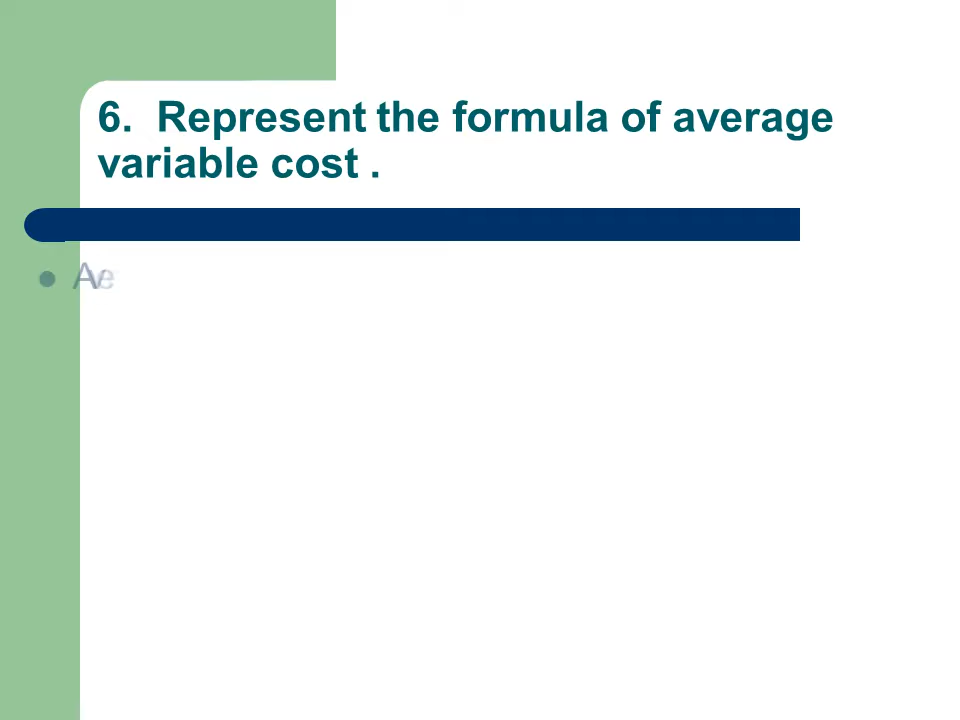 6. Represent the formula of average
variable cost .